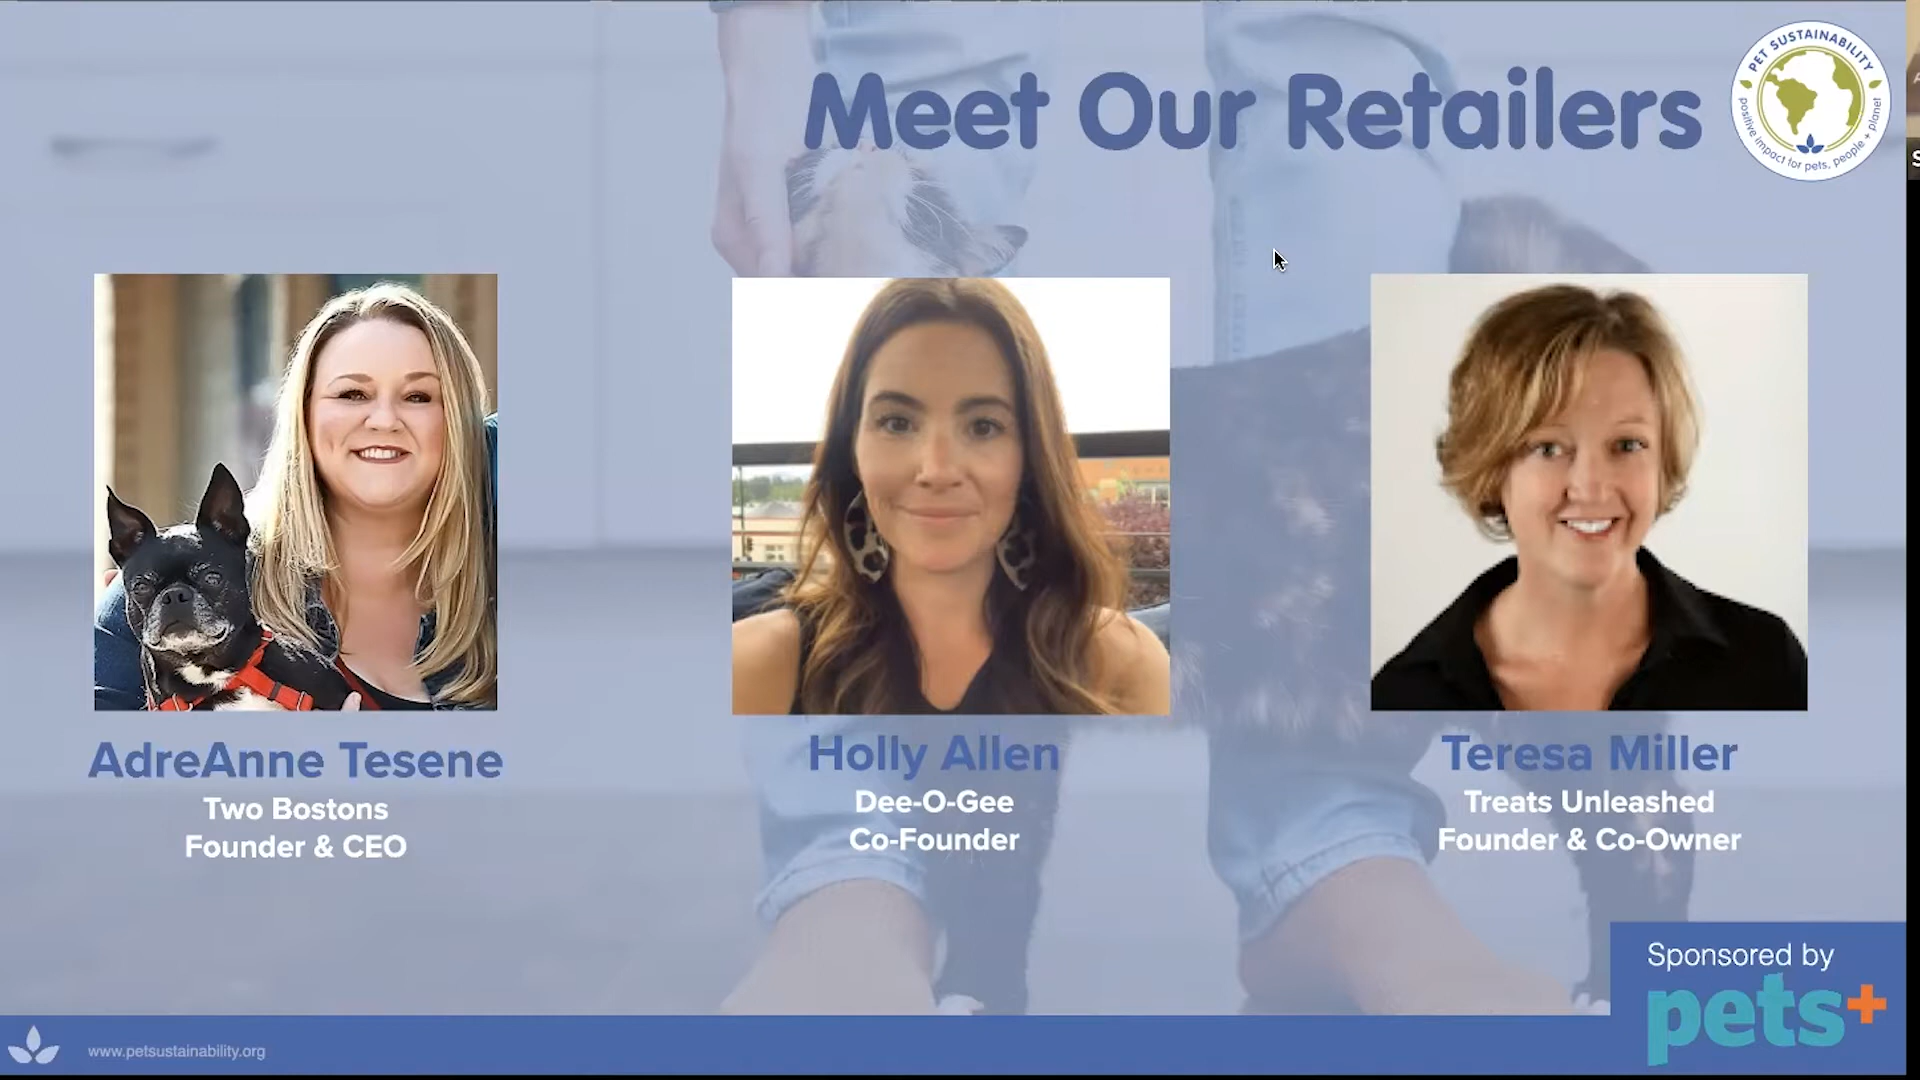 Meet Our Retailers
PET SUSTAINABILITY
positive impact for pets, people + planet
AdreAnne Tesene
Two Bostons
Founder & CEO
Holly Allen
Dee-O-Gee
Co-Founder
Teresa Miller
Treats Unleashed
Founder & Co-Owner
Sponsored by
pets+
www.petsustainability.org